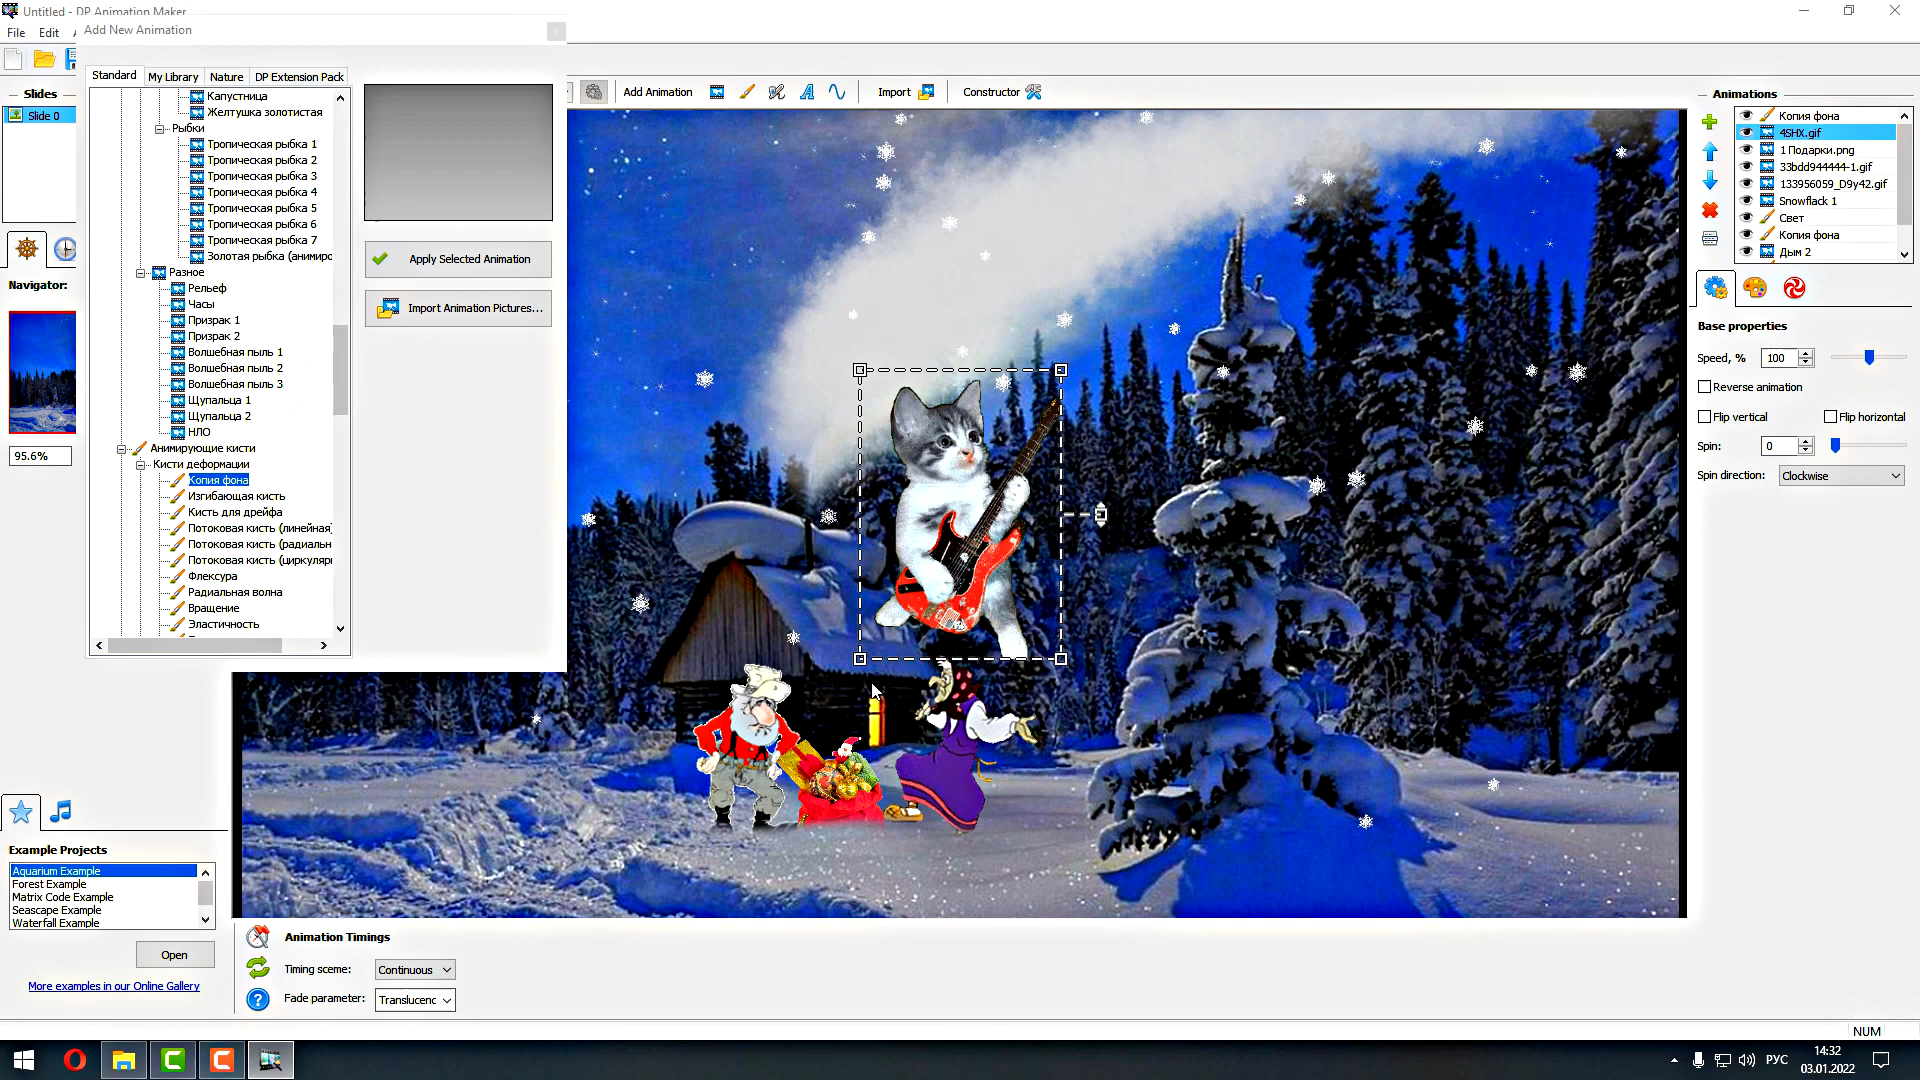 Untitled - DP Animation Maker
File Edit
Add New Animation
Standard My Library Nature DP Extension Pack
Капустница
Желтушка золотистая
Рыбки
Тропическая рыбка 1
Тропическая рыбка 2
Тропическая рыбка 3
Тропическая рыбка 4
Тропическая рыбка 5
Тропическая рыбка 6
Тропическая рыбка 7
Золотая рыбка (анимирс
Разное
Рельеф
Часы
Призрак 1
Призрак 2
Волшебная пыль 1
Волшебная пыль 2
Волшебная пыль 3
Щупальца 1
Щупальца 2
НЛО
Анимирующие кисти
Кисти деформации
Копия фона
Изгибающая кисть
Кисть для дрейфа
Потоковая кисть (линейная)
Потоковая кисть (радиальн
Потоковая кисть (циркуляр
Флексура
Радиальная волна
Вращение
Эластичность
Apply Selected Animation
Import Animation Pictures...
Slides
Slide 0
Navigator:
95.6%
Example Projects
Aquarium Example
Forest Example
Matrix Code Example
Seascape Example
Waterfall Example
Open
More examples in our Online Gallery
Add Animation
Import
Constructor
Animations
Копия фона
4SHX.gif
1 Подарки.png
33bdd944444-1.gif
133956059_D9y42.gif
Snowflack 1
Свет
Копия фона
Дым 2
Base properties
Speed, % 100
Reverse animation
Flip vertical Flip horizontal
Spin: 0
Spin direction: Clockwise
Animation Timings
Timing sceme: Continuous
Fade parameter: Translucenc
NUM
РУС
14:32
03.01.2022